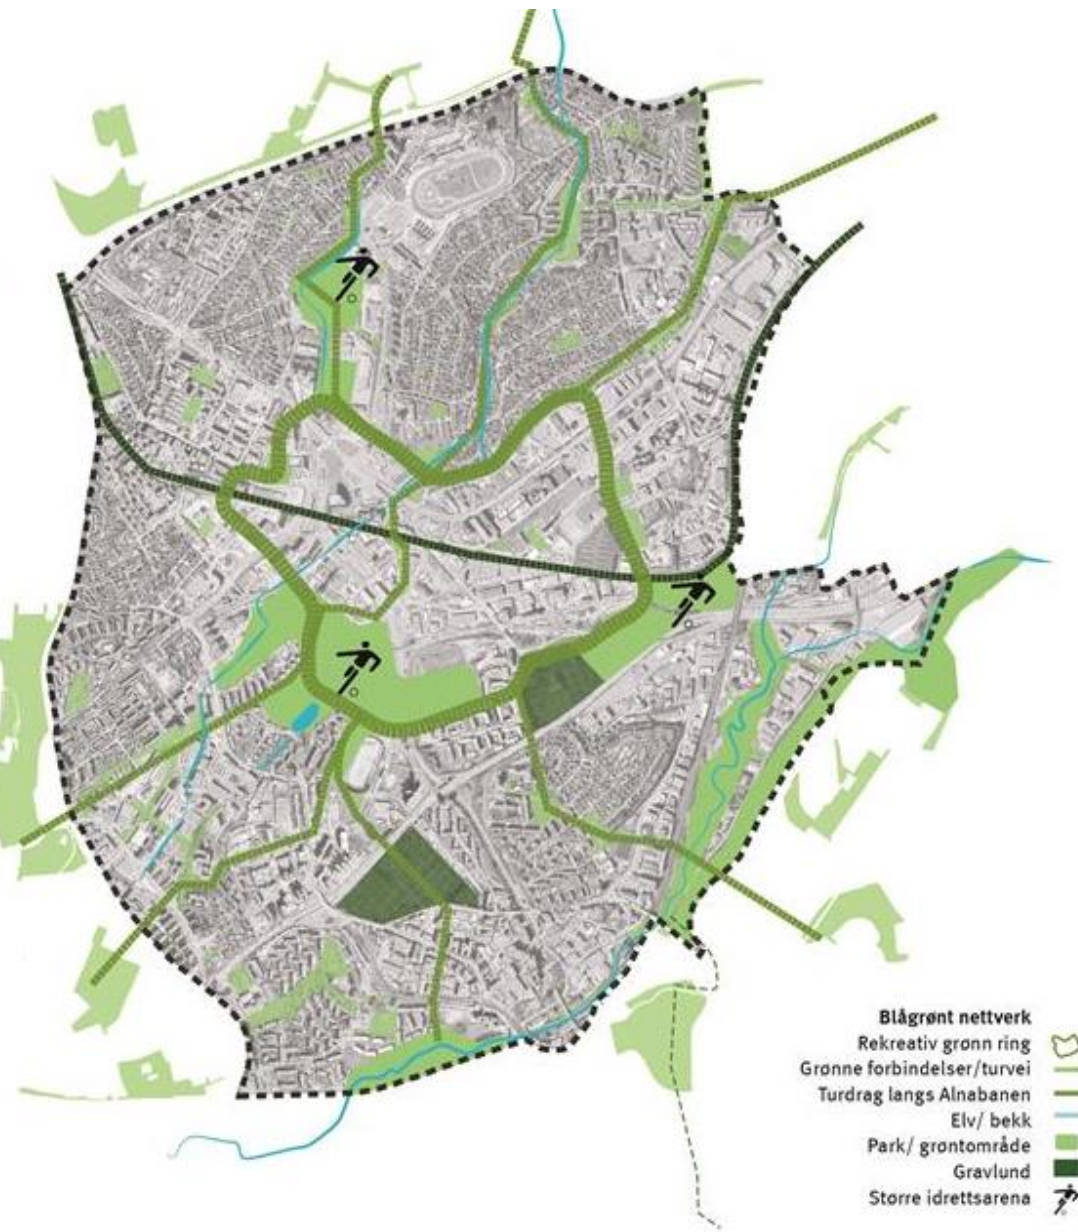 Blågrønt nettverk
Rekreativ grønn ring
Grønne forbindelser/turvei
Turdrag langs Alnabanen
Elv/ bekk
Park/ grøntområde
Gravlund
Større idrettsarena